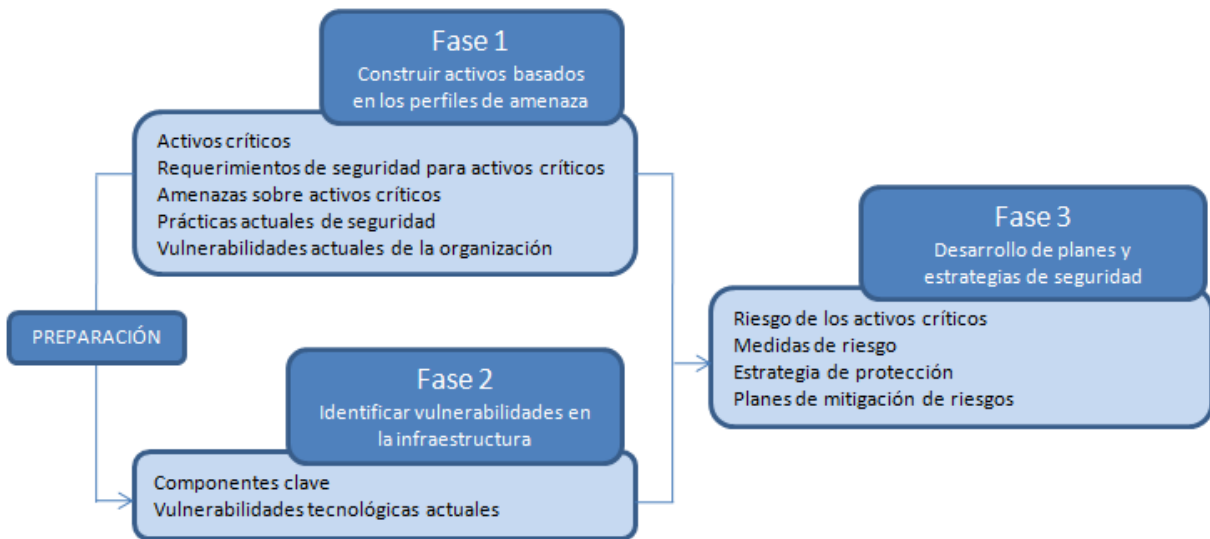 Fase 1
Construir activos basados
en los perfiles de amenaza
Activos críticos
Requerimientos de seguridad para activos críticos
Amenazas sobre activos críticos
Prácticas actuales de seguridad
Vulnerabilidades actuales de la organización
PREPARACIÓN
Fase 2
Identificar vulnerabilidades en
la infraestructura
Componentes clave
Vulnerabilidades tecnológicas actuales
Fase 3
Desarrollo de planes y
estrategias de seguridad
Riesgo de los activos críticos
Medidas de riesgo
Estrategia de protección
Planes de mitigación de riesgos